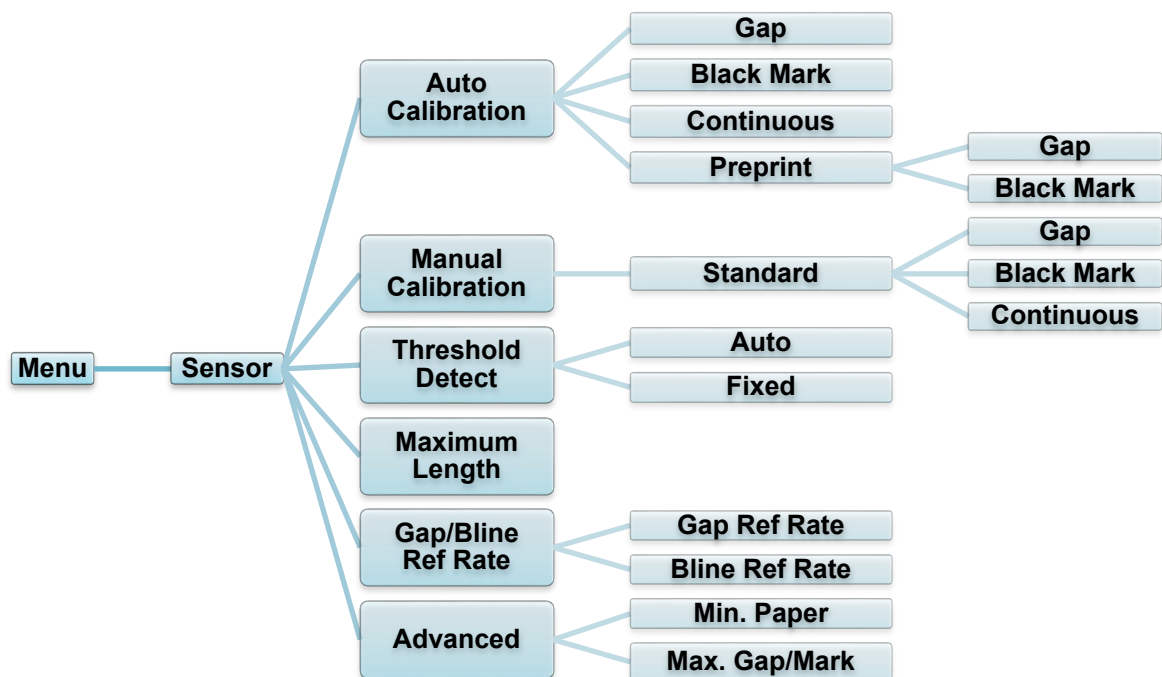 Menu
Sensor
Auto
Calibration
Gap
Black Mark
Continuous
Preprint
Gap
Black Mark
Manual
Calibration
Standard
Gap
Black Mark
Continuous
Threshold
Detect
Auto
Fixed
Maximum
Length
Gap/Bline
Ref Rate
Gap Ref Rate
Bline Ref Rate
Advanced
Min. Paper
Max. Gap/Mark